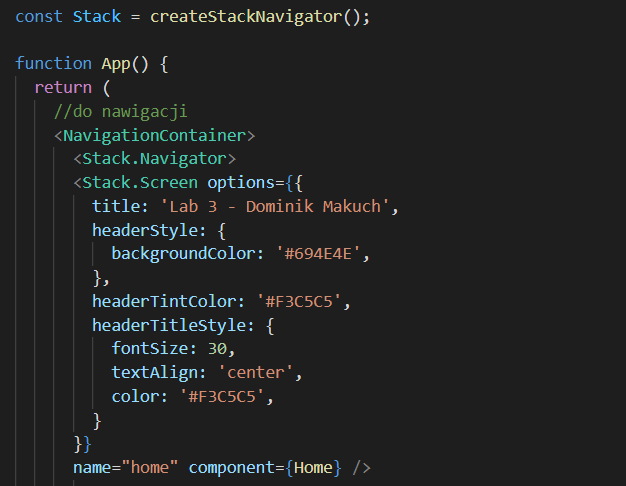 const Stack = createStackNavigator();
function App() {
return (
//do nawigacji
<NavigationContainer>
<Stack.Navigator>
<Stack.Screen options={{
title: 'Lab 3 - Dominik Makuch',
headerStyle: {
backgroundColor: '#694E4E',
},
headerTintColor: '#F3C5C5',
headerTitleStyle: {
fontSize: 30,
textAlign: 'center',
color: '#F3C5C5',
}
}}
name="home" component={Home} />